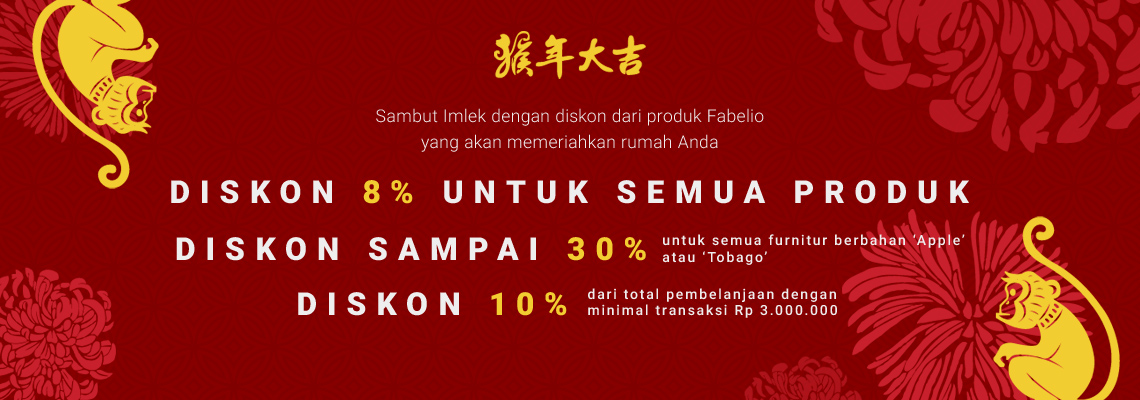 猴年大吉
Sambut Imlek dengan diskon dari produk Fabelio
yang akan memeriahkan rumah Anda
DISKON 8% UNTUK SEMUA PRODUK
DISKON SAMPAI 30% untuk semua furnitur berbahan ‘Apple’
atau ‘Tobago’
DISKON 10% dari total pembelanjaan dengan
minimal transaksi Rp 3.000.000